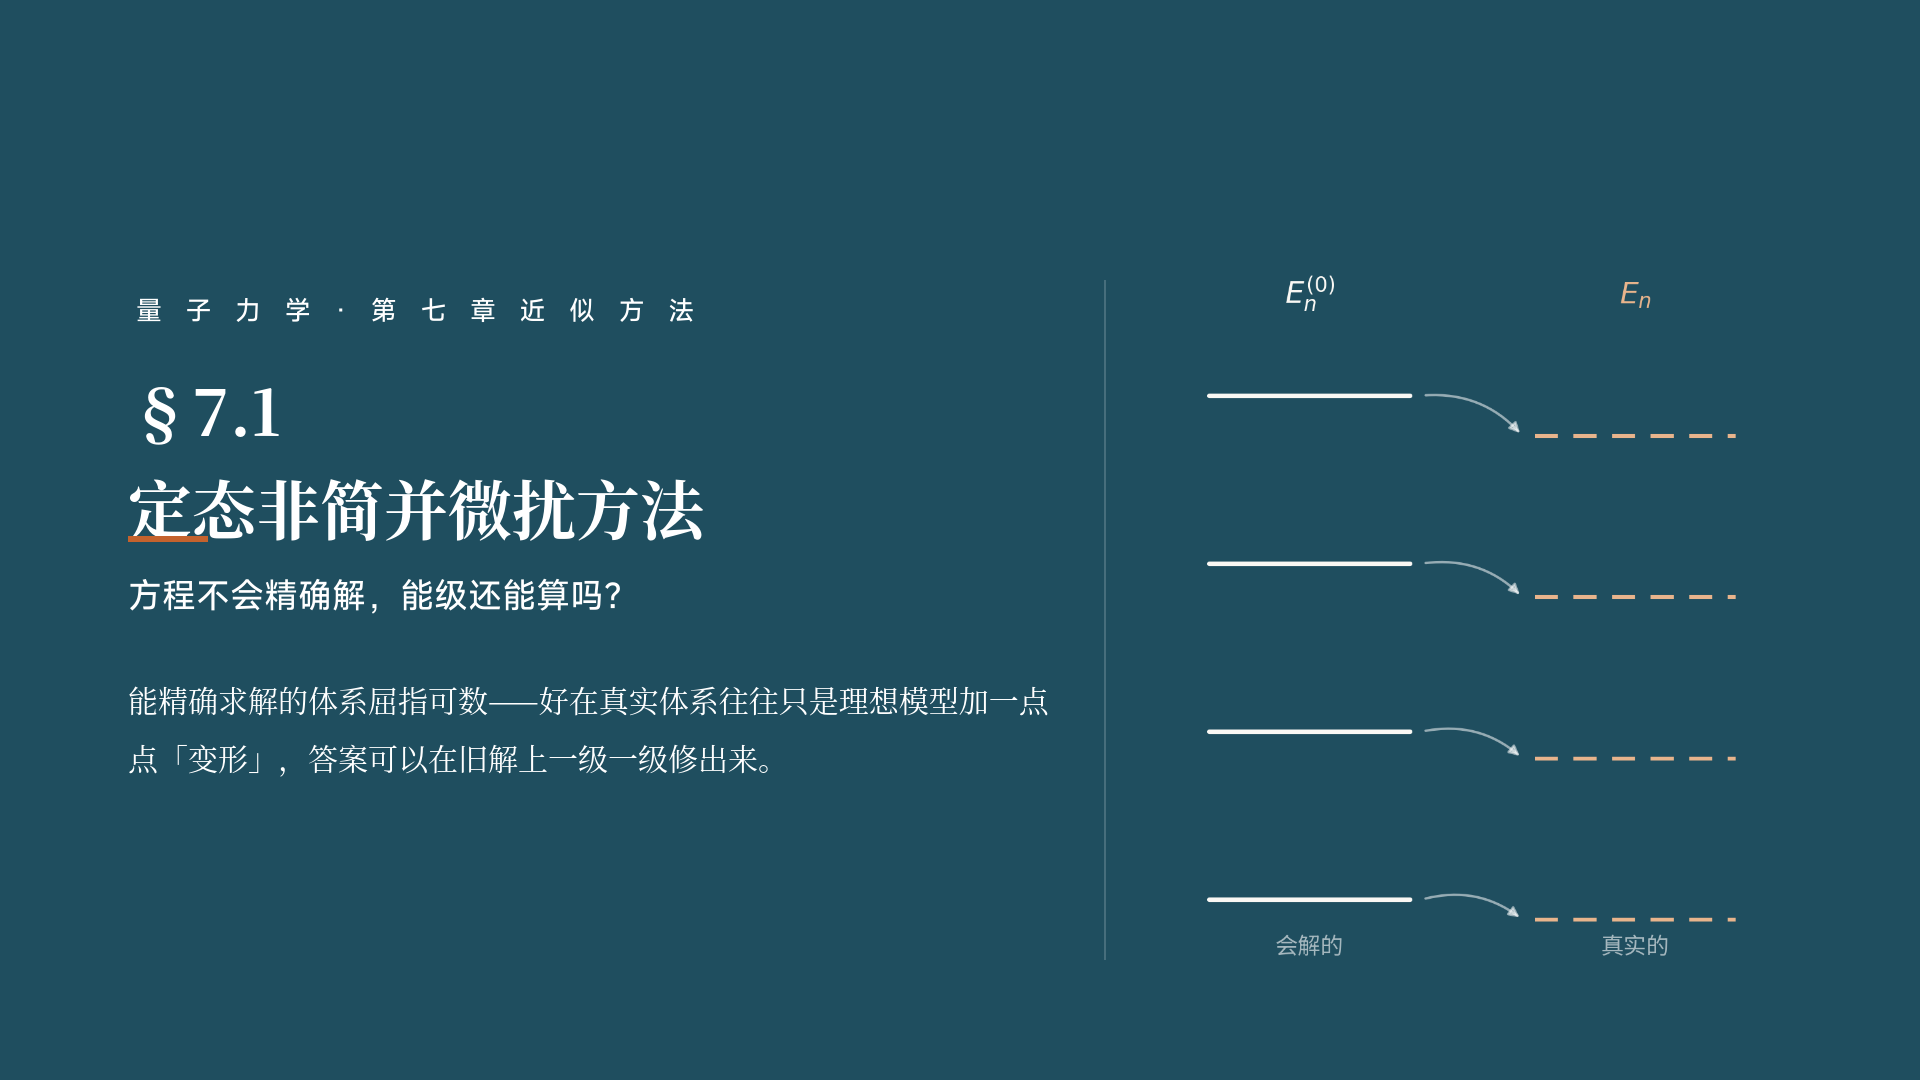 量子力学·第七章近似方法
§ 7.1
定态非简并微扰方法
方程不会精确解，能级还能算吗？
能精确求解的体系屈指可数——好在真实体系往往只是理想模型加一点
点「变形」，答案可以在旧解上一级一级修出来。
E_n^{(0)}
E_n
会解的
真实的